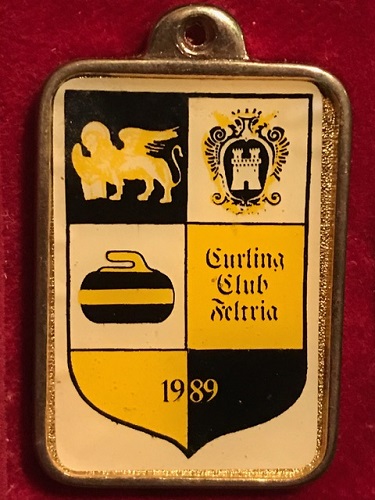 Curling
Club
Feltria
1989